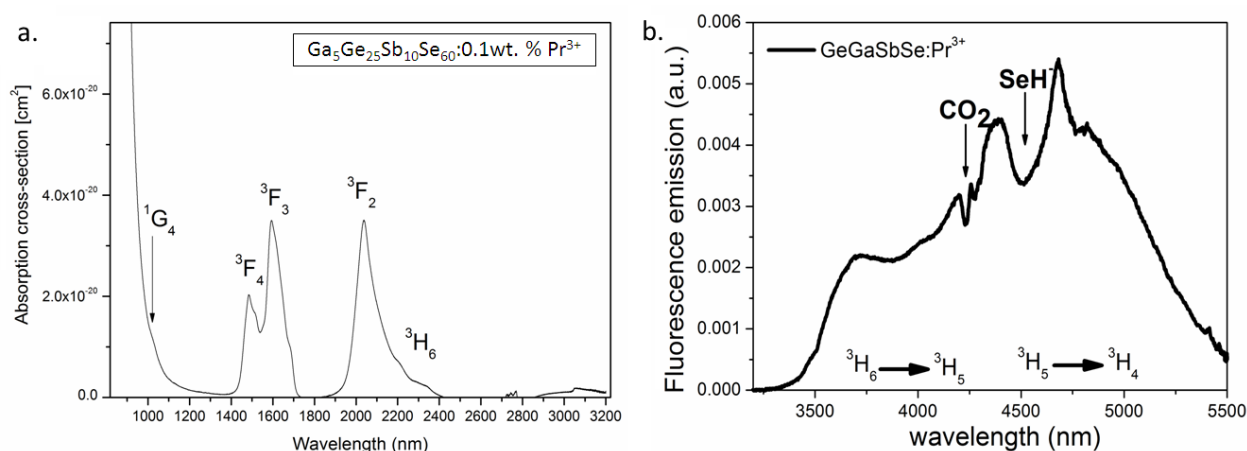 a.
Ga₅Ge₂₅Sb₁₀Se₆₀:0.1wt. % Pr³⁺
Absorption cross-section [cm²]
6.0x10⁻²⁰
4.0x10⁻²⁰
2.0x10⁻²⁰
0.0
¹G₄
³F₄
³F₃
³F₂
³H₆
1000 1200 1400 1600 1800 2000 2200 2400 2600 2800 3000 3200
Wavelength (nm)
b.
GeGaSbSe:Pr³⁺
Fluorescence emission (a.u.)
0.006
0.005
0.004
0.003
0.002
0.001
0.000
CO₂
SeH⁻
³H₆ ³H₅
³H₅ ³H₄
3500 4000 4500 5000 5500
wavelength (nm)